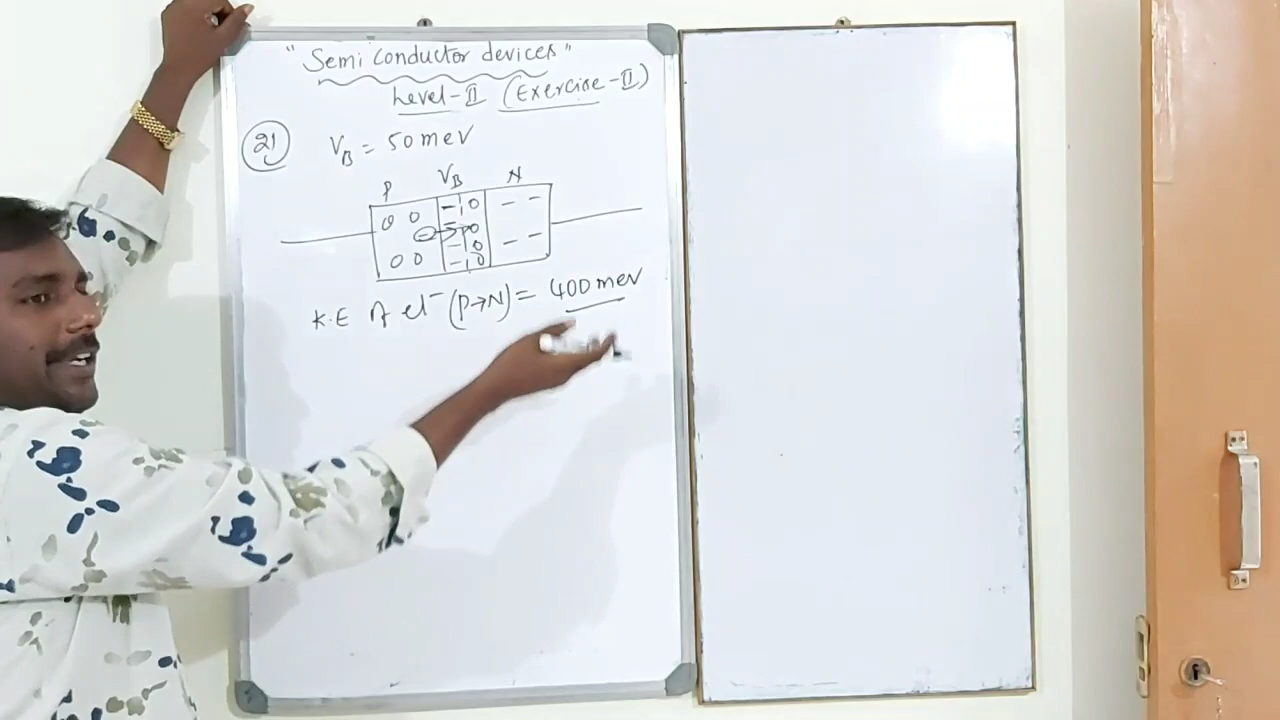 "Semi Conductor devices"
Level-II (Exercise-II)
21 V_B = 50 meV
P V_B N
K.E of el⁻ (P→N) = 400 meV